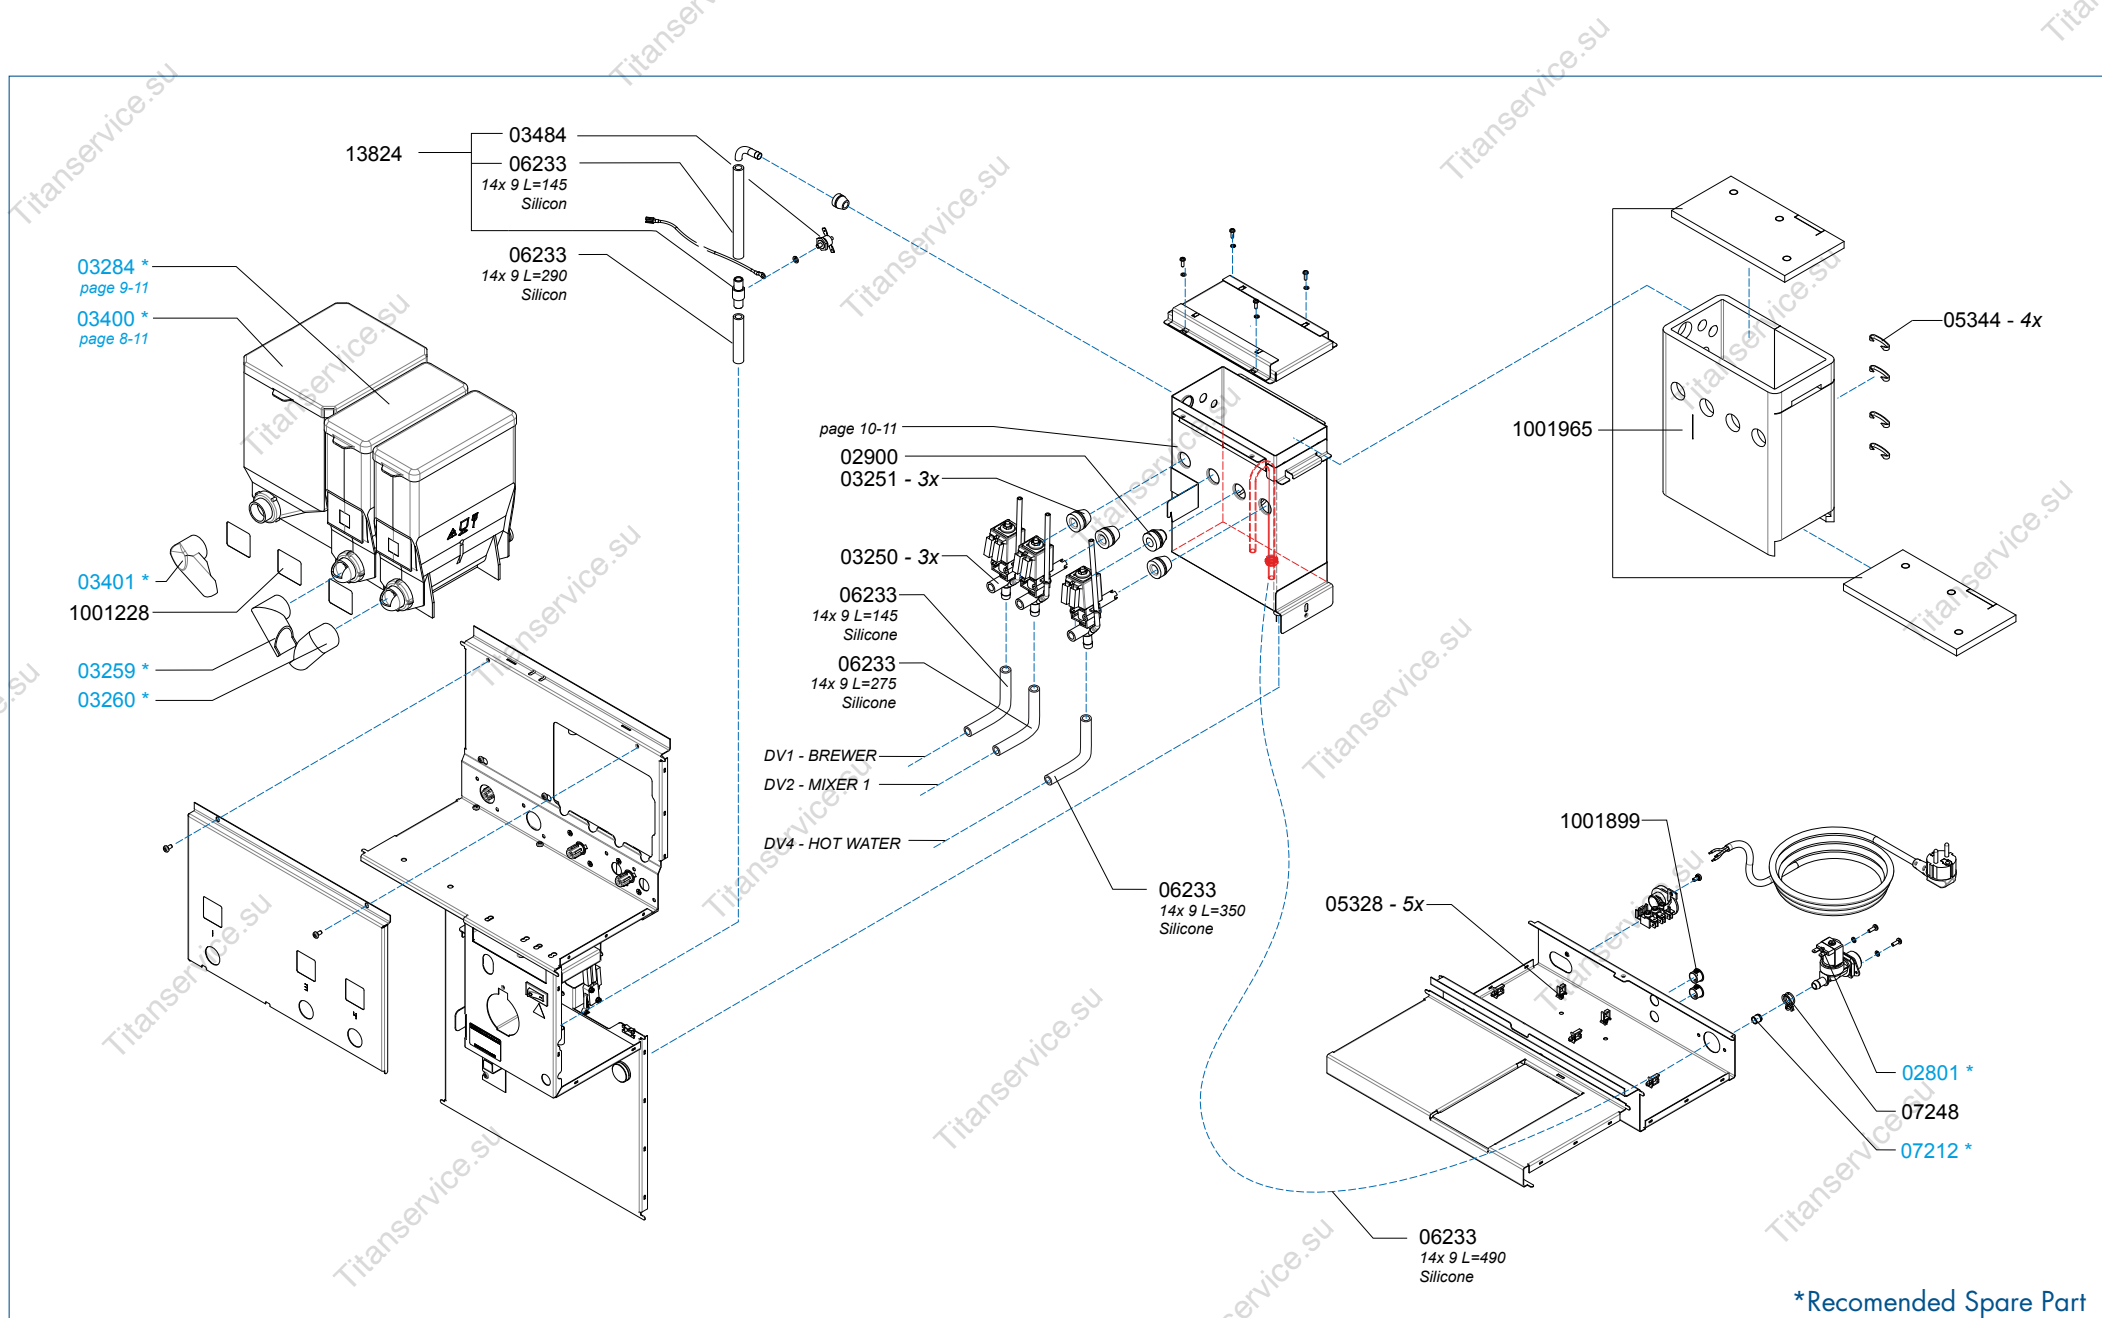 Titanservice.su
13824
03484
06233
14x 9 L=145
Silicon
06233
14x 9 L=290
Silicon
03284 *
page 9-11
03400 *
page 8-11
03401 *
1001228
03259 *
03260 *
page 10-11
02900
03251 - 3x
03250 - 3x
06233
14x 9 L=145
Silicone
06233
14x 9 L=275
Silicone
DV1 - BREWER
DV2 - MIXER 1
DV4 - HOT WATER
06233
14x 9 L=350
Silicone
05344 - 4x
1001965
1001899
05328 - 5x
02801 *
07248
07212 *
06233
14x 9 L=490
Silicone
*Recomended Spare Part